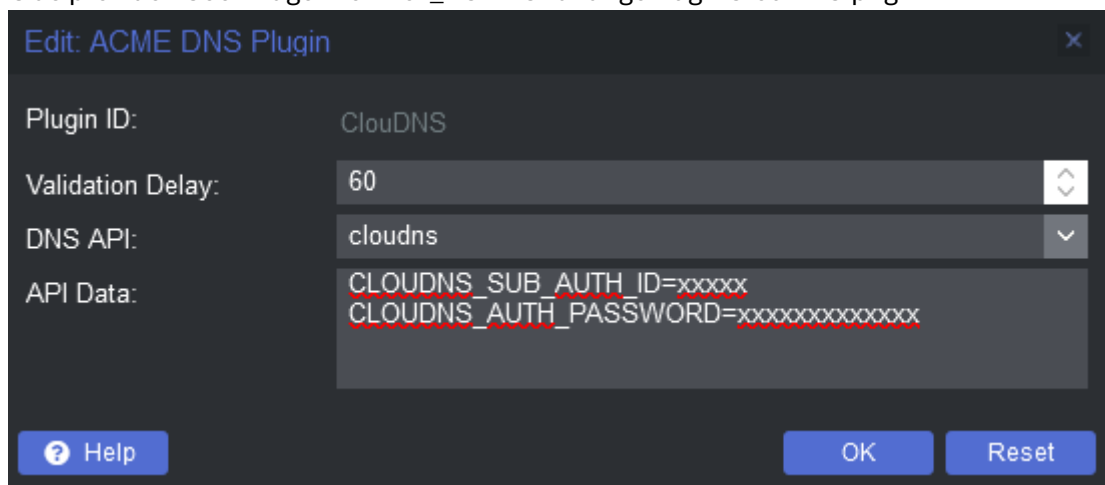 Edit: ACME DNS Plugin
Plugin ID: ClouDNS
Validation Delay: 60
DNS API: cloudns
API Data: CLOUDNS_SUB_AUTH_ID=xxxxx
CLOUDNS_AUTH_PASSWORD=xxxxxxxxxxxxxx
Help OK Reset